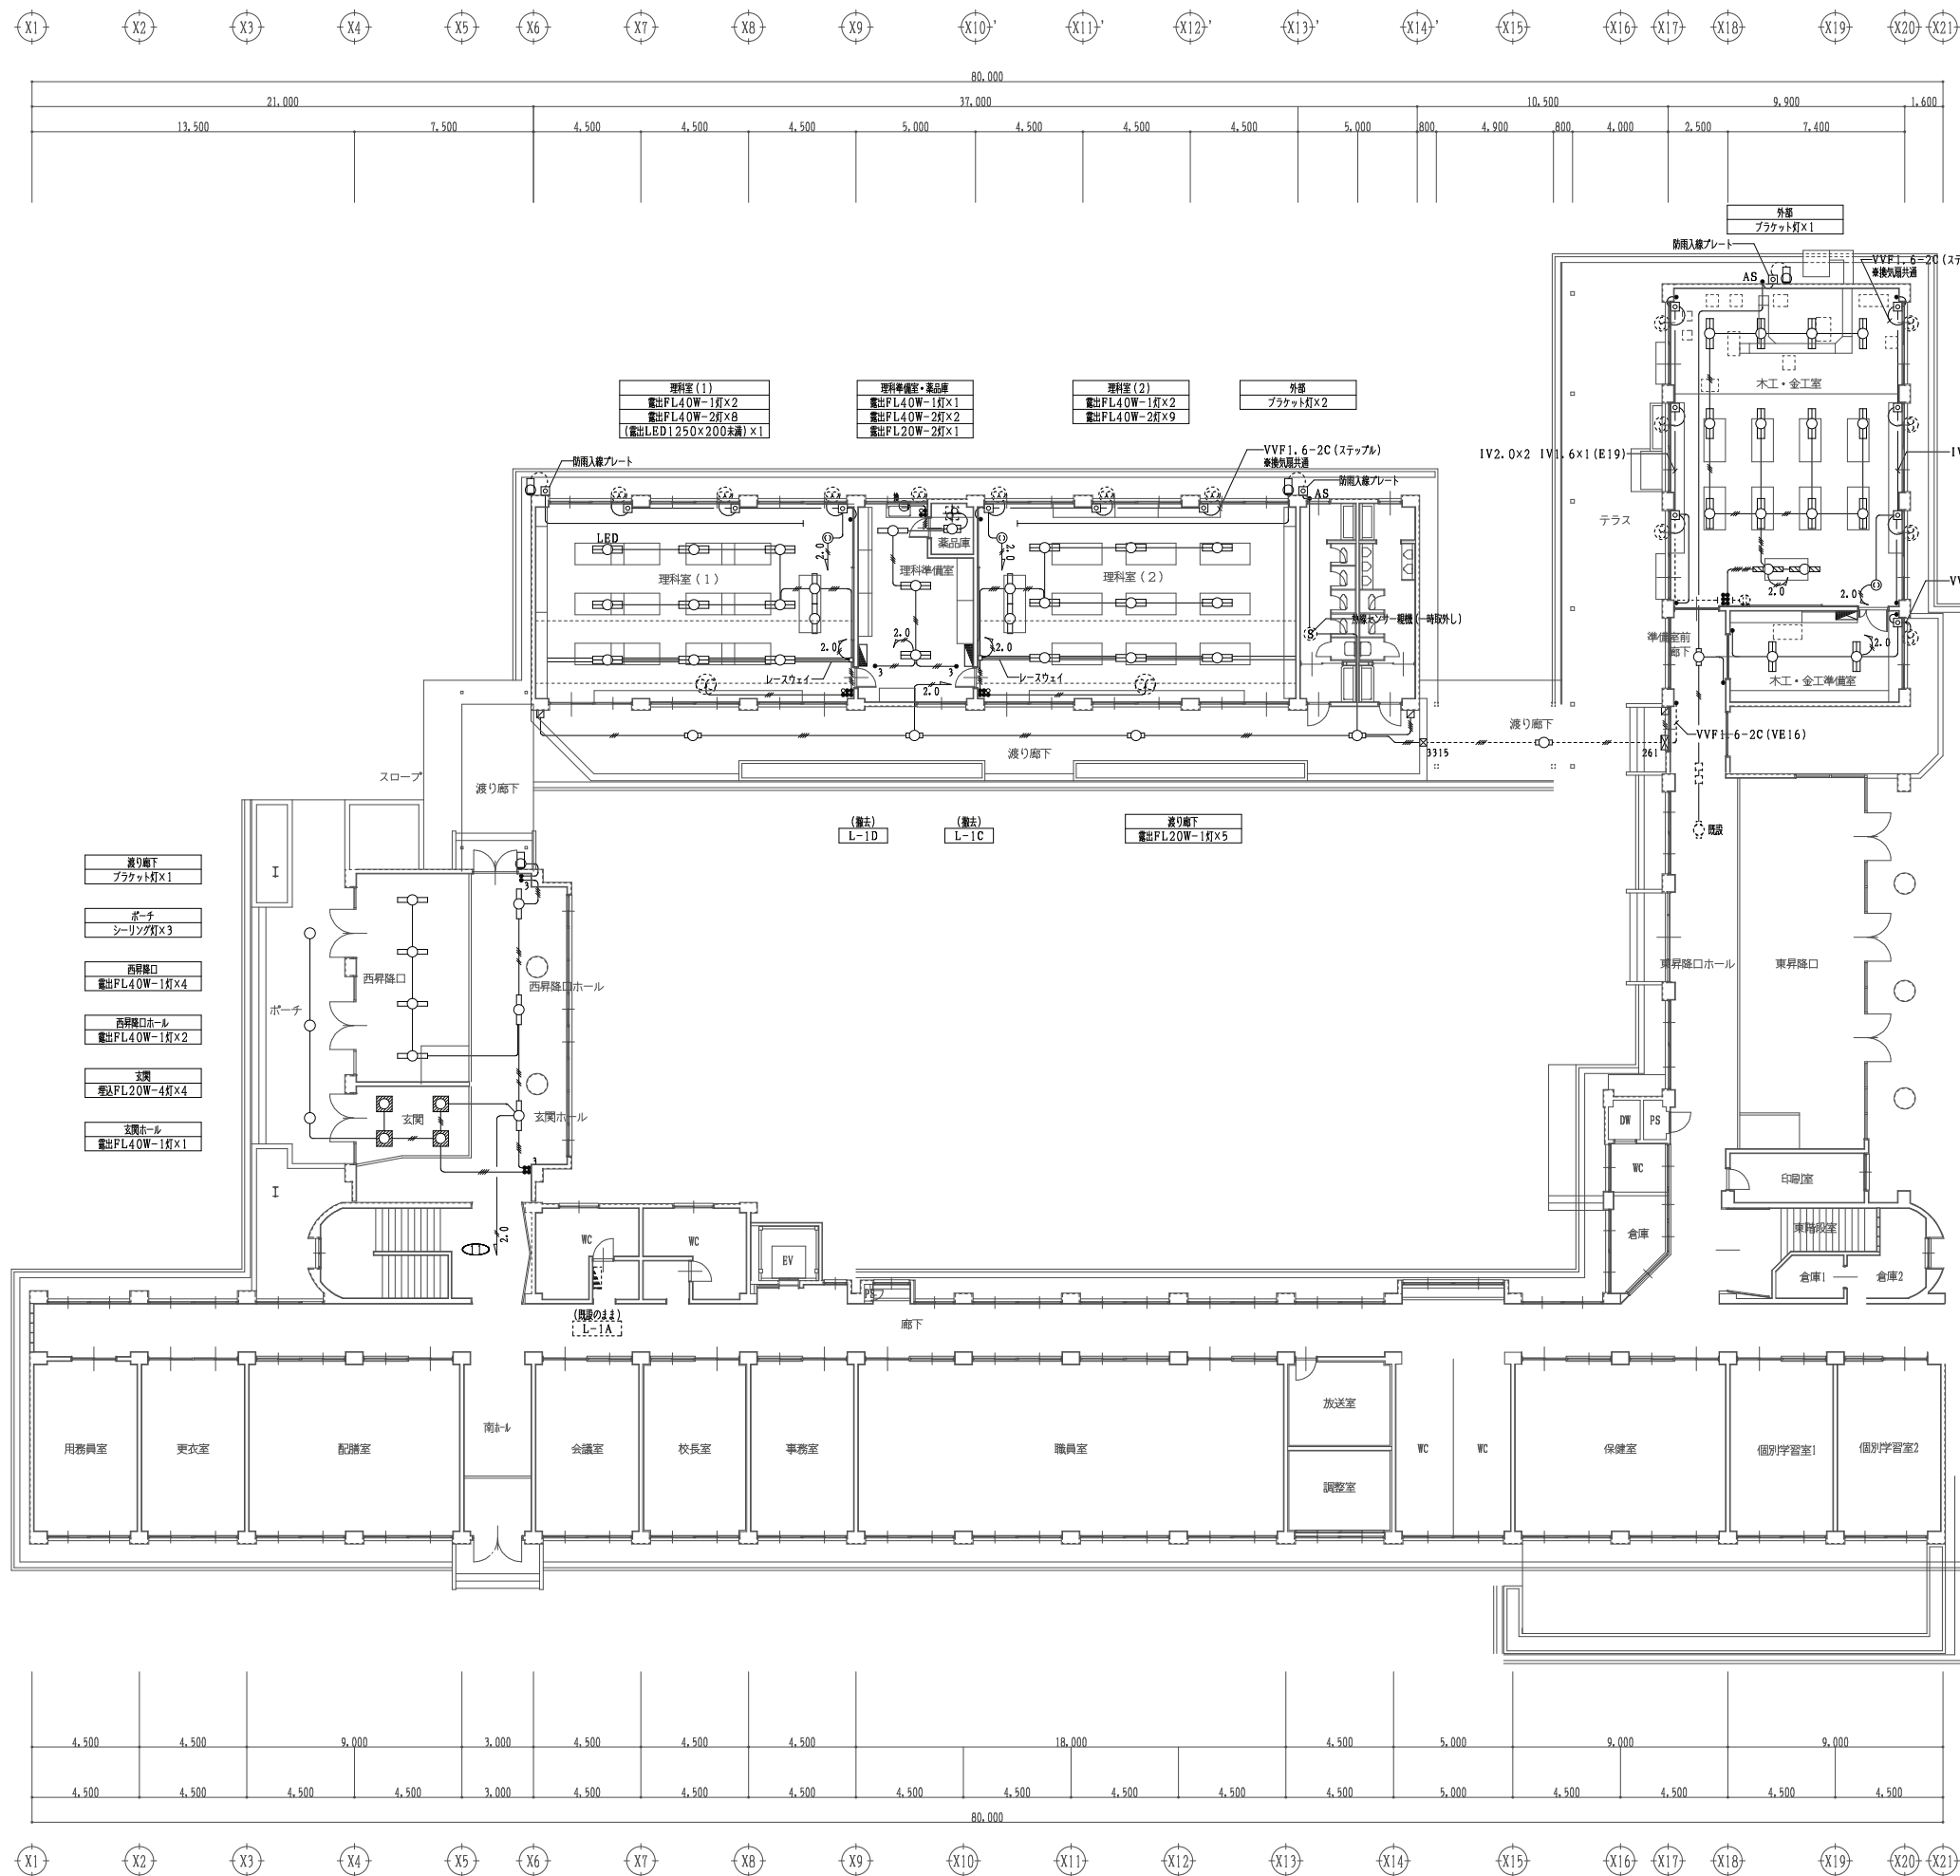 X1 X2 X3 X4 X5 X6 X7 X8 X9 X10' X11' X12' X13' X14' X15 X16 X17 X18 X19 X20 X21
80,000
21,000 37,000 10,500 9,900 1,600
13,500 7,500 4,500 4,500 4,500 5,000 4,500 4,500 4,500 5,000 800 4,900 800 4,000 2,500 7,400
外部
ブラケット灯×1
防雨入線プレート
AS
VVF1.6-2C(ステ
※換気扇共通
木工・金工室
IV2.0×2 IV1.6×1(E19)
IV
テラス
2.0
2.0
VV
準備室前
廊下
2.0
木工・金工準備室
理科室(1)
露出FL40W-1灯×2
露出FL40W-2灯×8
(露出LED1250×200未満)×1
理科準備室・薬品庫
露出FL40W-1灯×1
露出FL40W-2灯×2
露出FL20W-2灯×1
理科室(2)
露出FL40W-1灯×2
露出FL40W-2灯×9
外部
ブラケット灯×2
防雨入線プレート
VVF1.6-2C(ステップル)
※換気扇共通
防雨入線プレート
AS
LED
2.0
薬品庫
2.0
理科室(1)
理科準備室
理科室(2)
熱線センサー親機(一時取外し)
S
2.0
2.0
2.0
レースウェイ
3
3
2.0
レースウェイ
渡り廊下
3315
渡り廊下
261
VVF1.6-2C(VE16)
スロープ
渡り廊下
(撤去)
L-1D
(撤去)
L-1C
渡り廊下
露出FL20W-1灯×5
既設
渡り廊下
ブラケット灯×1
ポーチ
シーリング灯×3
西昇降口
露出FL40W-1灯×4
西昇降口ホール
露出FL40W-1灯×2
玄関
埋込FL20W-4灯×4
玄関ホール
露出FL40W-1灯×1
3
西昇降口
西昇降口ホール
ポーチ
玄関
玄関ホール
3
2.0
東昇降口ホール
東昇降口
DW PS
WC
印刷室
倉庫
東階段室
倉庫1
倉庫2
WC
WC
EV
PS
(既設のまま)
L-1A
廊下
用務員室
更衣室
配膳室
南ホール
会議室
校長室
事務室
職員室
放送室
調整室
WC
WC
保健室
個別学習室1
個別学習室2
4,500 4,500 9,000 3,000 4,500 4,500 4,500 18,000 4,500 5,000 9,000 9,000
4,500 4,500 4,500 4,500 3,000 4,500 4,500 4,500 4,500 4,500 4,500 4,500 4,500 5,000 4,500 4,500 4,500 4,500
80,000
X1 X2 X3 X4 X5 X6 X7 X8 X9 X10 X11 X12 X13 X14 X15 X16 X17 X18 X19 X20 X21